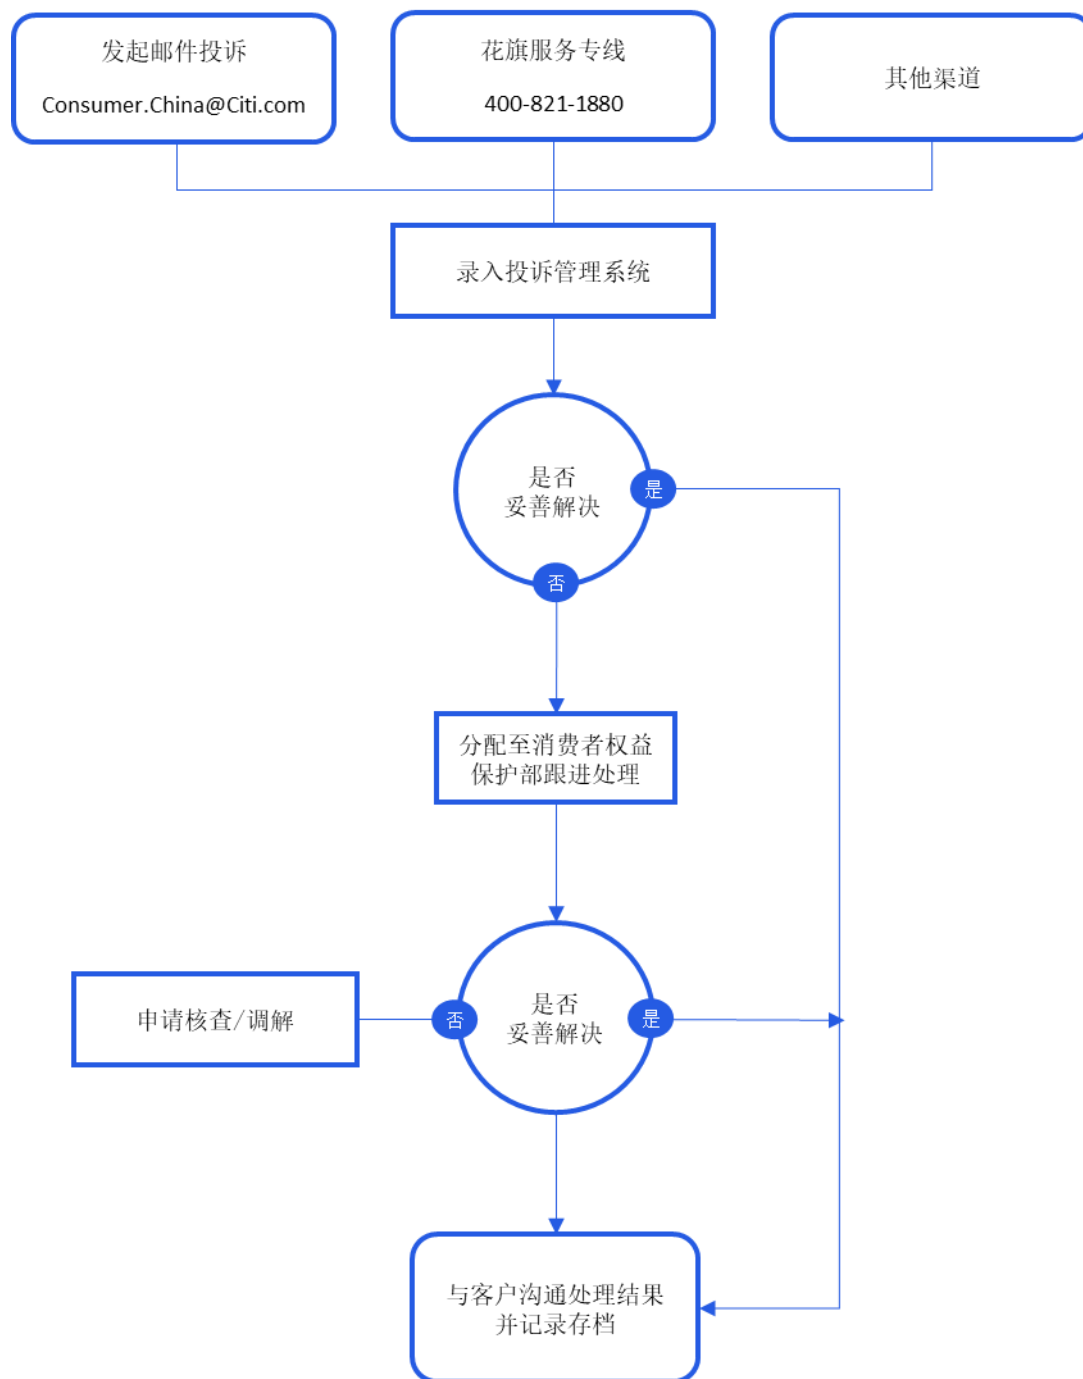 发起邮件投诉
Consumer.China@Citi.com
花旗服务专线
400-821-1880
其他渠道
录入投诉管理系统
是否
妥善解决
是
否
分配至消费者权益
保护部跟进处理
申请核查/调解
否
是否
妥善解决
是
与客户沟通处理结果
并记录存档